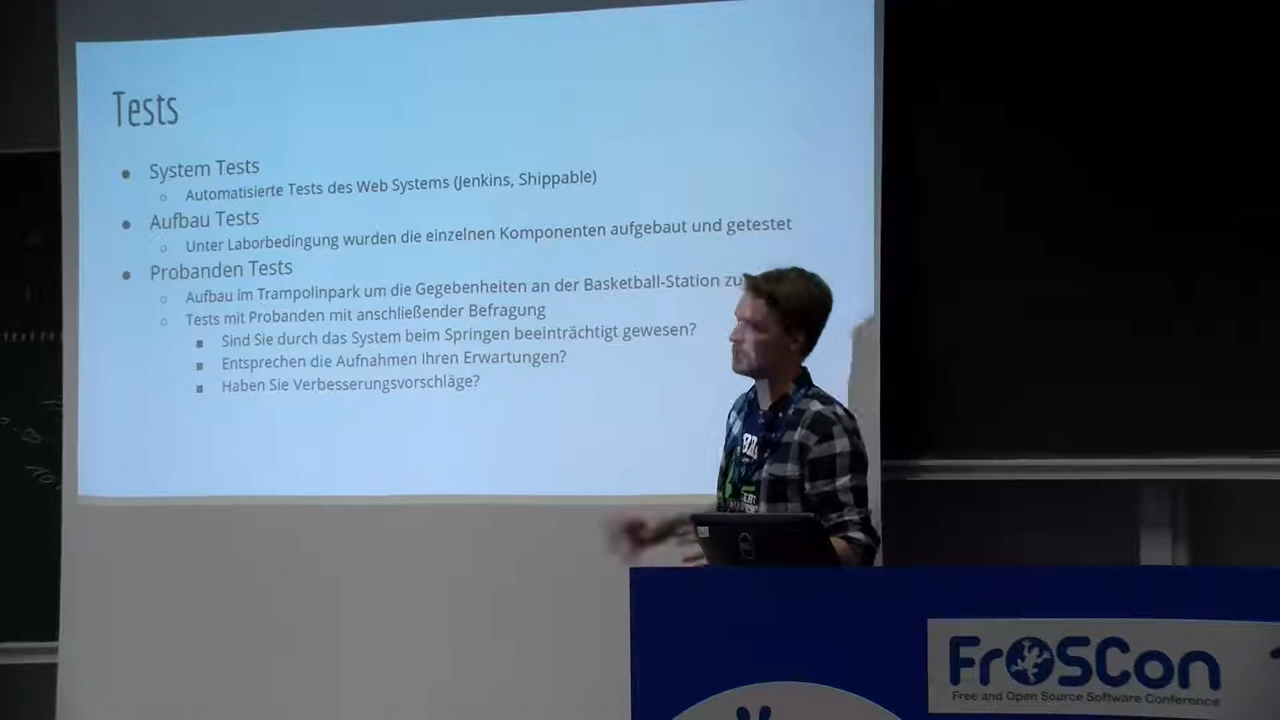 Tests
• System Tests
○ Automatisierte Tests des Web Systems (Jenkins, Shippable)
• Aufbau Tests
○ Unter Laborbedingung wurden die einzelnen Komponenten aufgebaut und getestet
• Probanden Tests
○ Aufbau im Trampolinpark um die Gegebenheiten an der Basketball-Station zu
○ Tests mit Probanden mit anschließender Befragung
■ Sind Sie durch das System beim Springen beeinträchtigt gewesen?
■ Entsprechen die Aufnahmen Ihren Erwartungen?
■ Haben Sie Verbesserungsvorschläge?
FrOSCon
Free and Open Source Software Conference